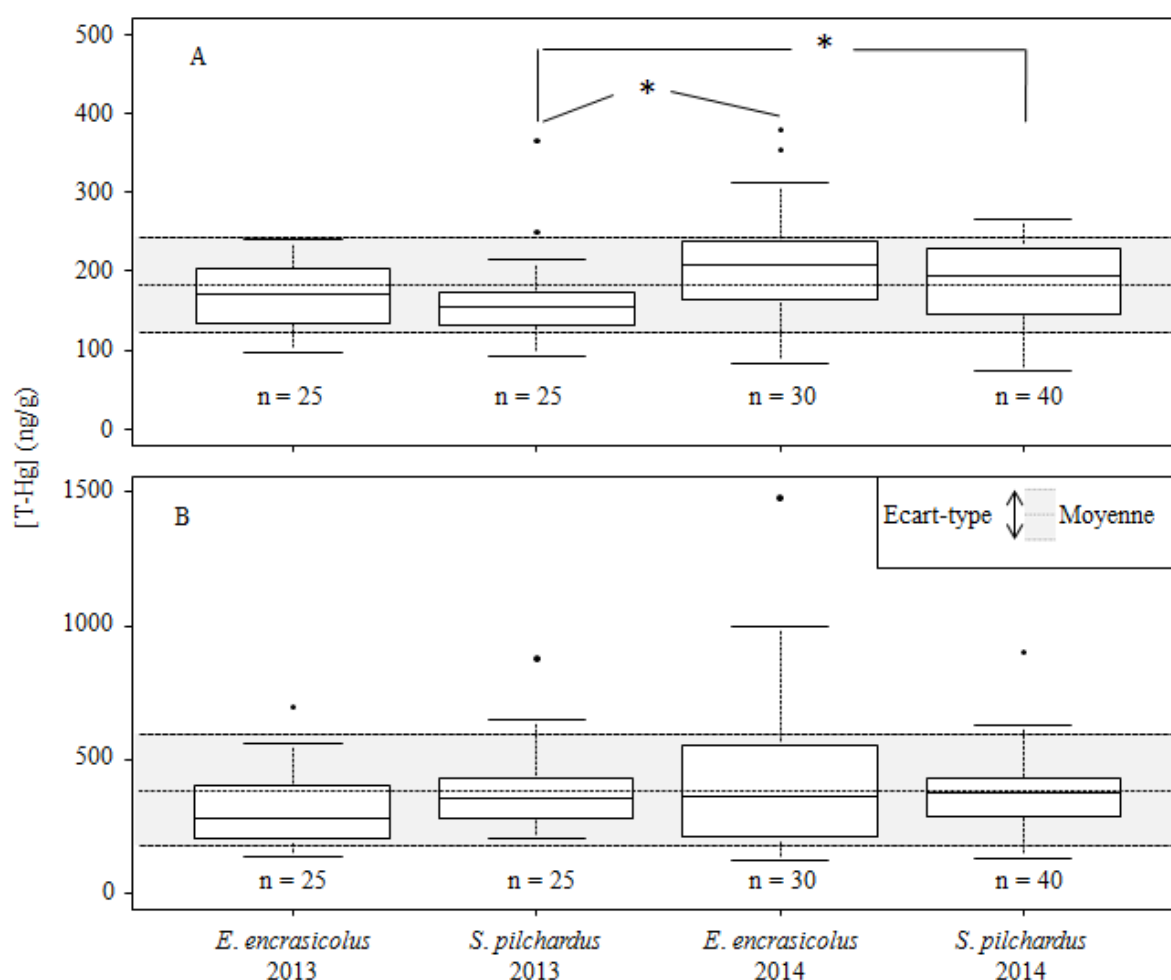 [T-Hg] (ng/g)
500
400
300
200
100
0
A
*
*
n = 25
n = 25
n = 30
n = 40
1500
1000
500
0
B
Ecart-type
Moyenne
n = 25
n = 25
n = 30
n = 40
E. encrasicolus
2013
S. pilchardus
2013
E. encrasicolus
2014
S. pilchardus
2014